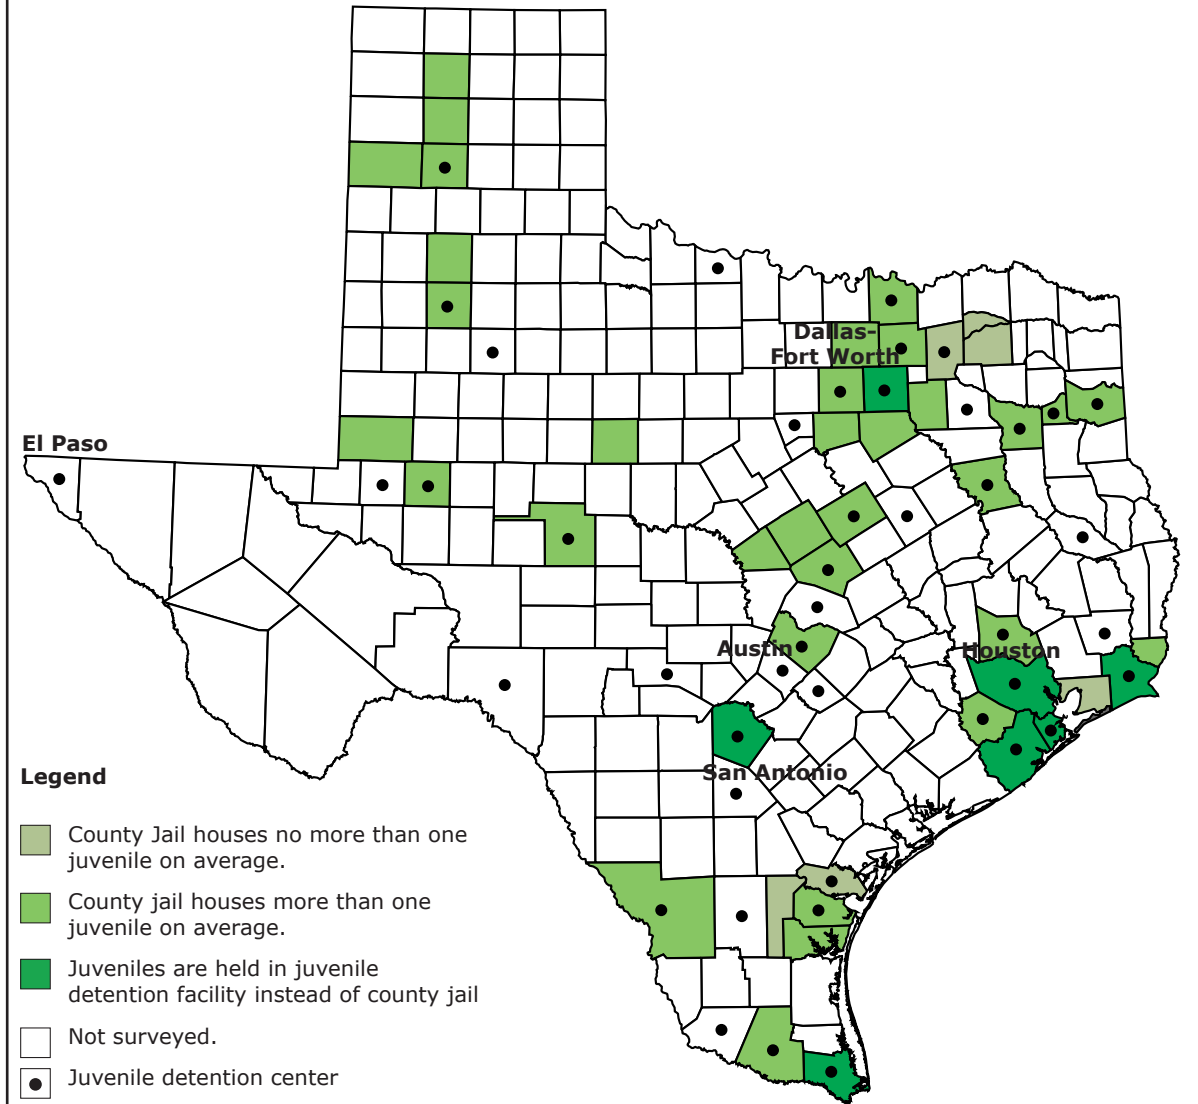 Dallas-
Fort Worth
El Paso
Austin
Houston
San Antonio
Legend
County Jail houses no more than one
juvenile on average.
County jail houses more than one
juvenile on average.
Juveniles are held in juvenile
detention facility instead of county jail
Not surveyed.
Juvenile detention center